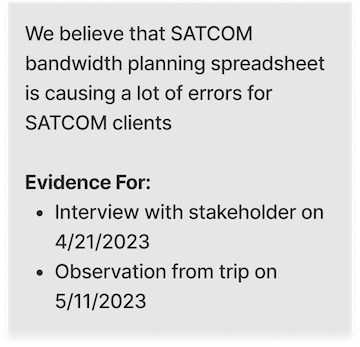 We believe that SATCOM
bandwidth planning spreadsheet
is causing a lot of errors for
SATCOM clients
Evidence For:
• Interview with stakeholder on
4/21/2023
• Observation from trip on
5/11/2023